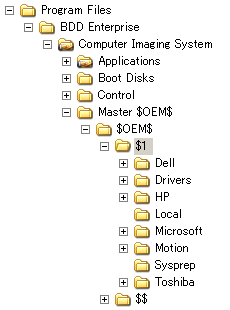 Program Files
BDD Enterprise
Computer Imaging System
Applications
Boot Disks
Control
Master $OEM$
$OEM$
$1
Dell
Drivers
HP
Local
Microsoft
Motion
Sysprep
Toshiba
$$